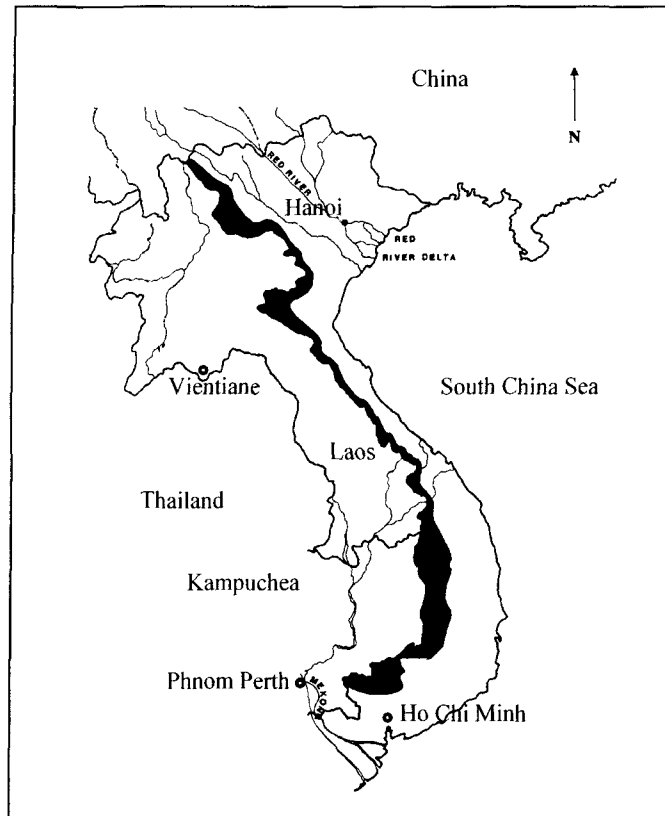 China
N
RED RIVER
Hanoi
RED
RIVER DELTA
Vientiane
South China Sea
Laos
Thailand
Kampuchea
Phnom Perth
MEKONG
Ho Chi Minh